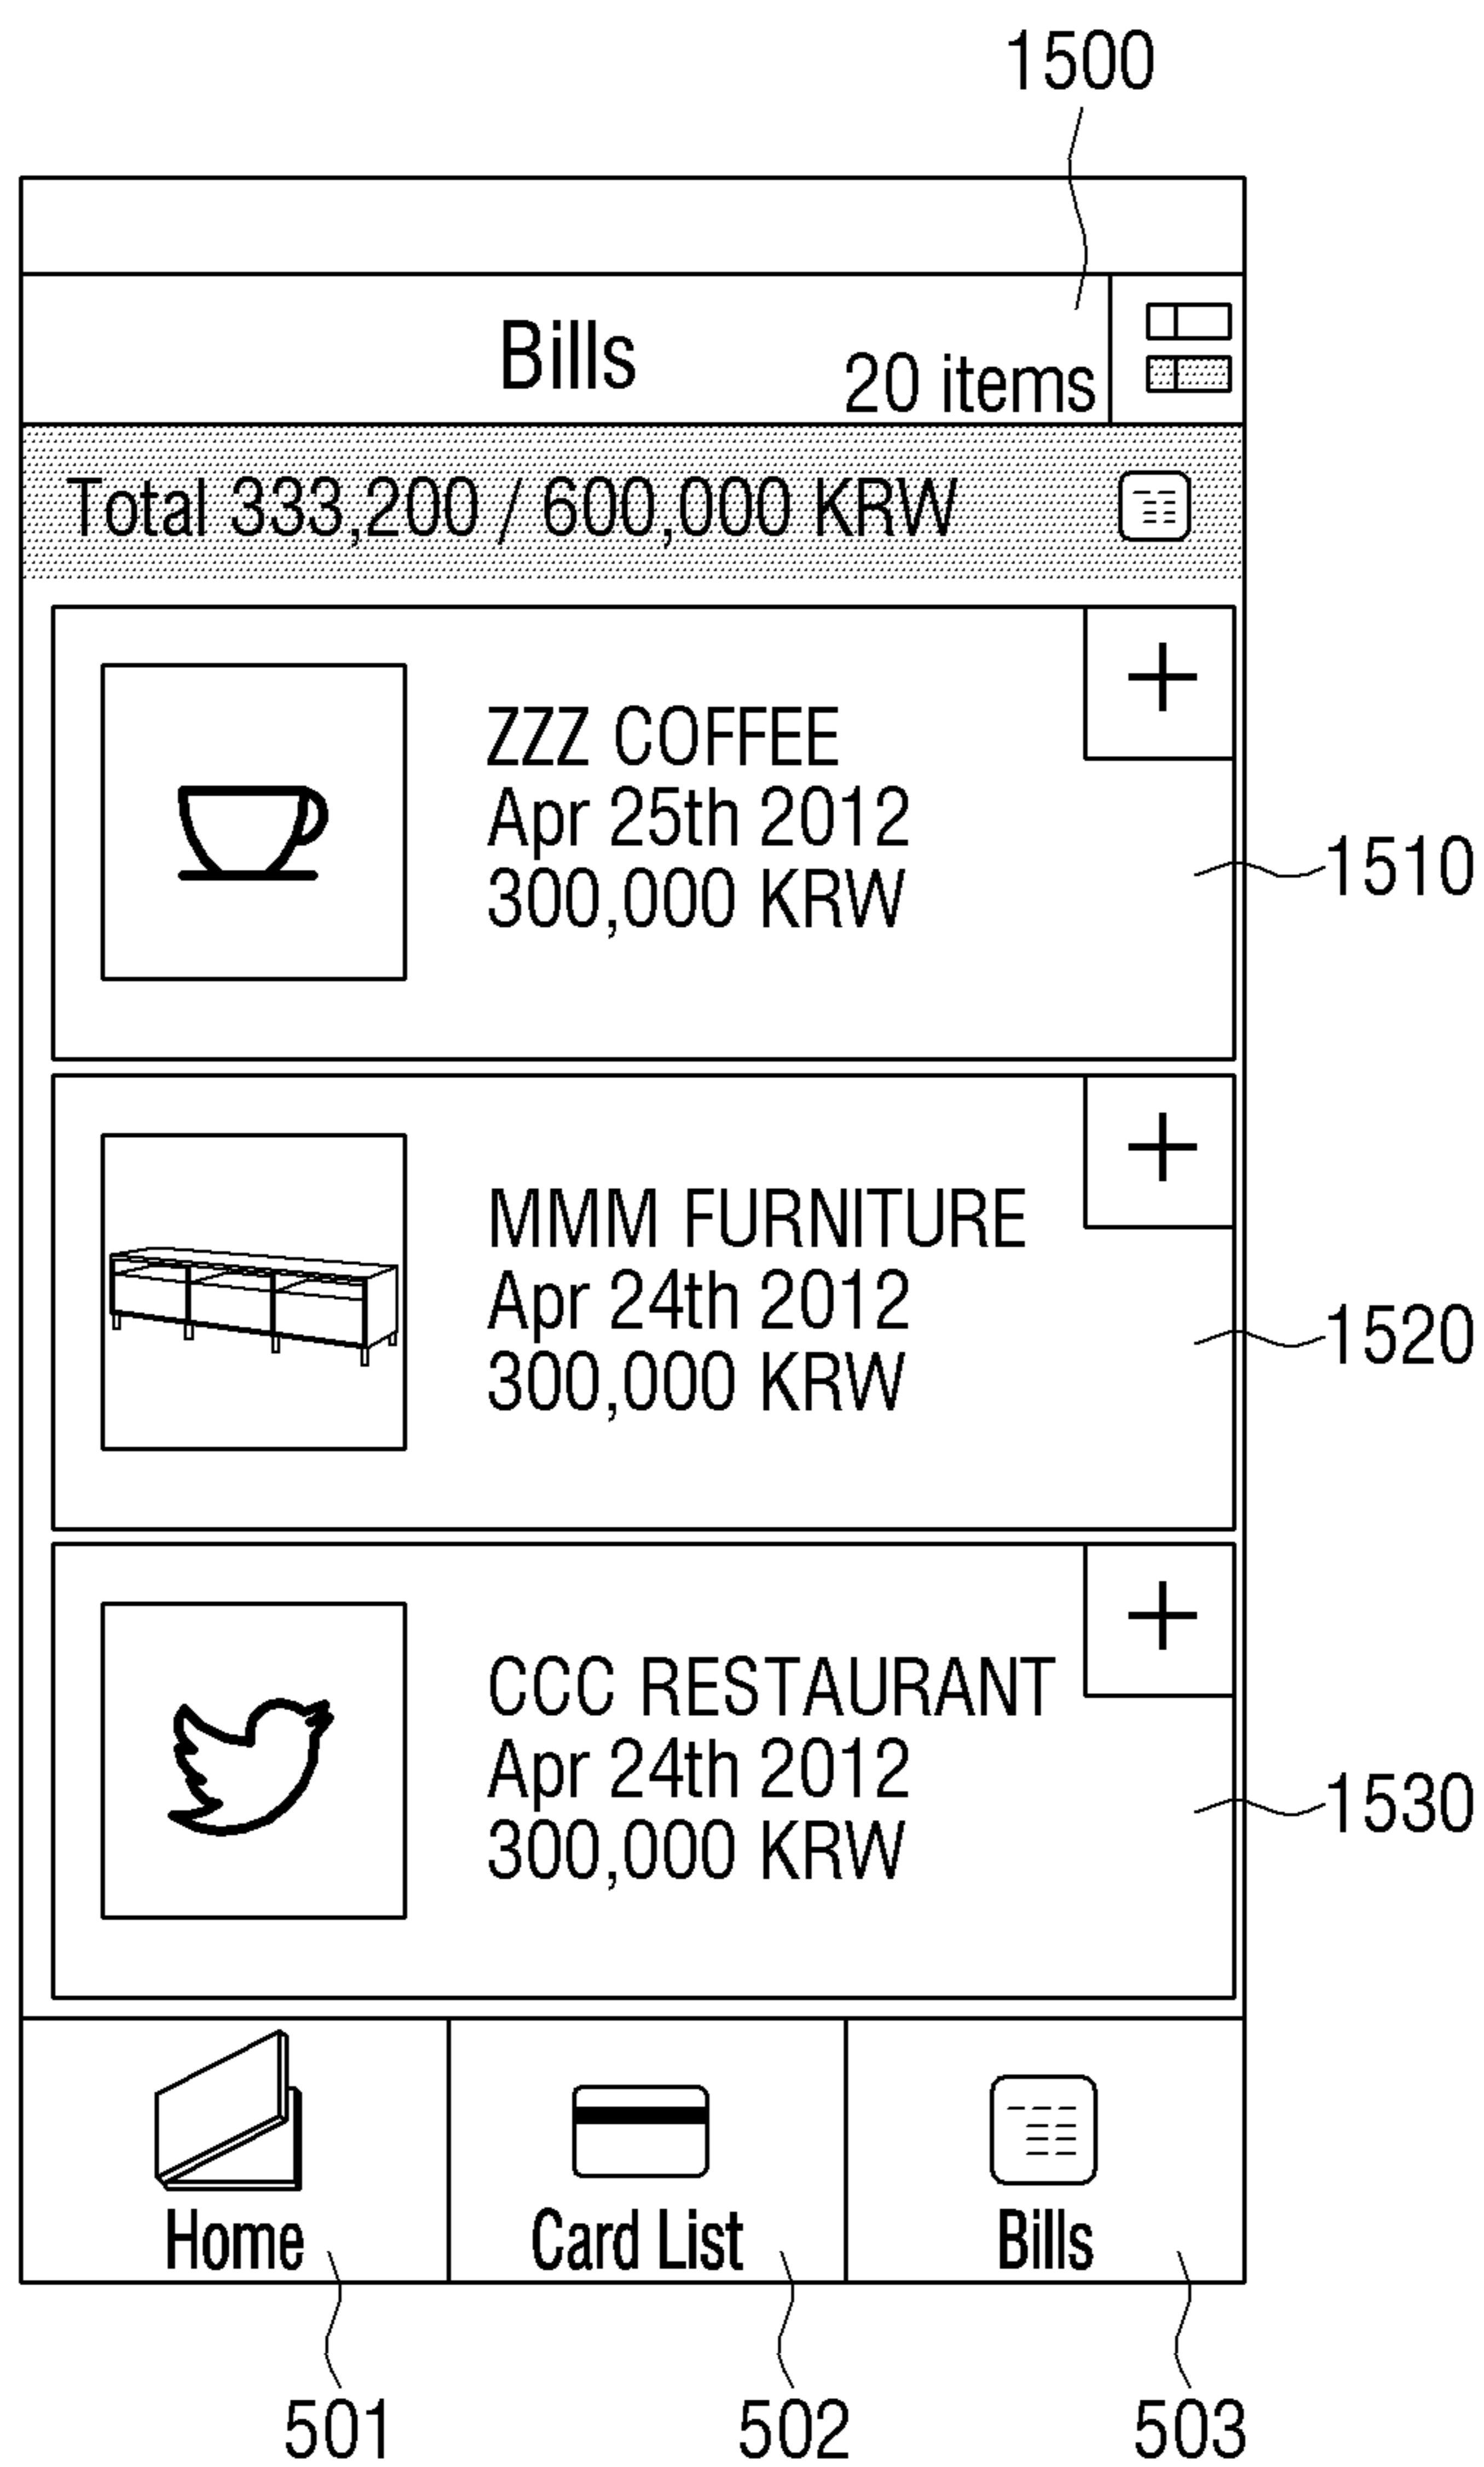 1500
Bills
20 items
Total 333,200 / 600,000 KRW
ZZZ COFFEE
Apr 25th 2012
300,000 KRW
1510
MMM FURNITURE
Apr 24th 2012
300,000 KRW
1520
CCC RESTAURANT
Apr 24th 2012
300,000 KRW
1530
Home
Card List
Bills
501
502
503